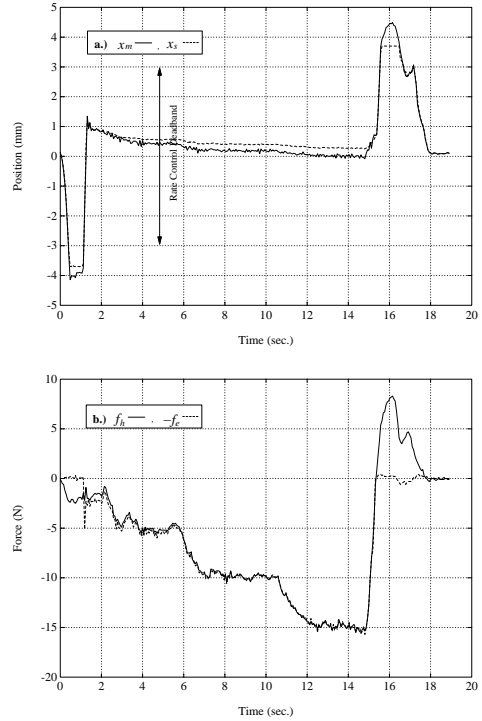 5
4
3
2
1
0
-1
-2
-3
-4
-5
Position (mm)
a.) xm , xs
Rate Control Deadband
0 2 4 6 8 10 12 14 16 18 20
Time (sec.)
10
5
0
-5
-10
-15
-20
Force (N)
b.) fh , −fe
0 2 4 6 8 10 12 14 16 18 20
Time (sec.)